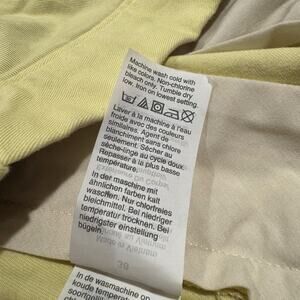 Machine wash cold with
like colors. Non-chlorine
bleach only. Tumble dry
low. Iron on lowest setting.
Laver à la machine à l'eau
froide avec des couleurs
similaires. Agent de
blanchiment sans chlore
seulement. Sécher au
sèche-linge au cycle doux.
Repasser à la plus basse
température.
In der maschine mit
ähnlichen farben kalt
waschen. Nur chlorfreies
bleichmittel. Bei niedriger
temperatur trocknen. Bei
niedrigster einstellung
bügeln.
39
In de wasmachine op